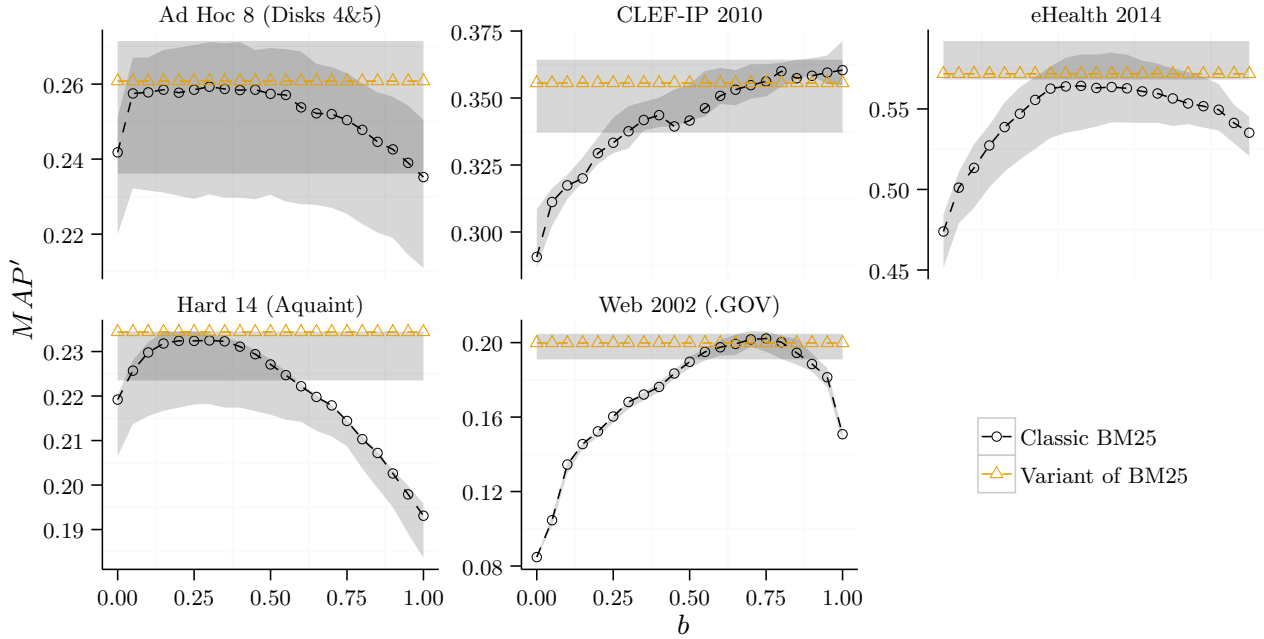 Ad Hoc 8 (Disks 4&5)
CLEF-IP 2010
eHealth 2014
0.26
0.24
0.22
0.375
0.350
0.325
0.300
0.55
0.50
0.45
MAP′
Hard 14 (Aquaint)
Web 2002 (.GOV)
0.23
0.22
0.21
0.20
0.19
0.20
0.16
0.12
0.08
Classic BM25
Variant of BM25
0.00 0.25 0.50 0.75 1.00
0.00 0.25 0.50 0.75 1.00
b